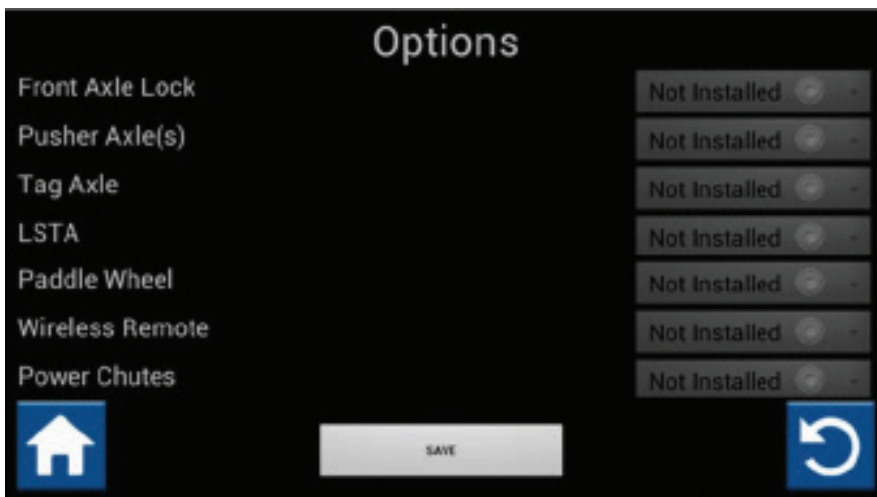 Options
Front Axle Lock Not Installed
Pusher Axle(s) Not Installed
Tag Axle Not Installed
LSTA Not Installed
Paddle Wheel Not Installed
Wireless Remote Not Installed
Power Chutes Not Installed
SAVE